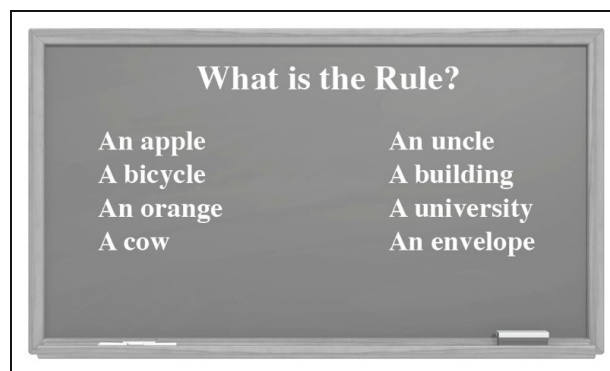 What is the Rule?
An apple
A bicycle
An orange
A cow
An uncle
A building
A university
An envelope